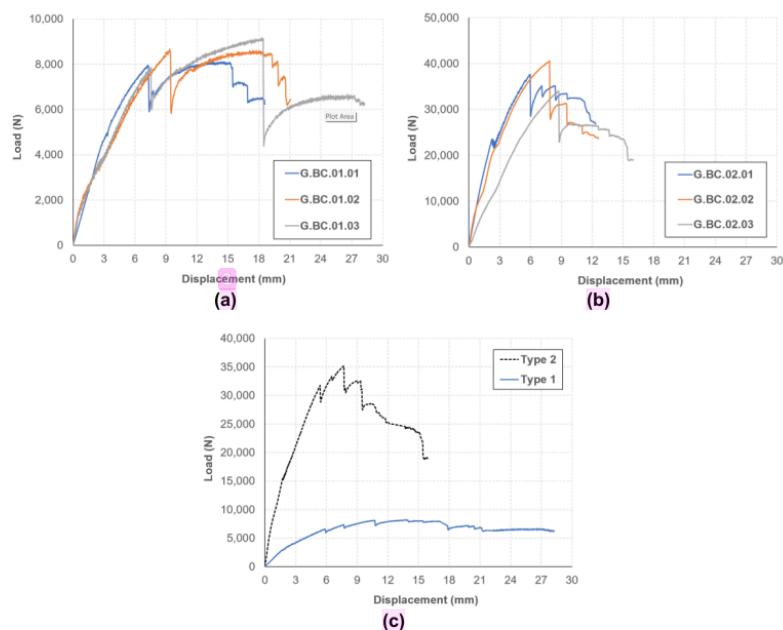 10,000
8,000
6,000
4,000
2,000
0
Load (N)
0 3 6 9 12 15 18 21 24 27 30
Displacement (mm)
Plot Area
G.BC.01.01
G.BC.01.02
G.BC.01.03
(a)
50,000
40,000
30,000
20,000
10,000
0
Load (N)
0 3 6 9 12 15 18 21 24 27 30
Displacement (mm)
G.BC.02.01
G.BC.02.02
G.BC.02.03
(b)
40,000
35,000
30,000
25,000
20,000
15,000
10,000
5,000
0
Load (N)
0 3 6 9 12 15 18 21 24 27 30
Displacement (mm)
Type 2
Type 1
(c)